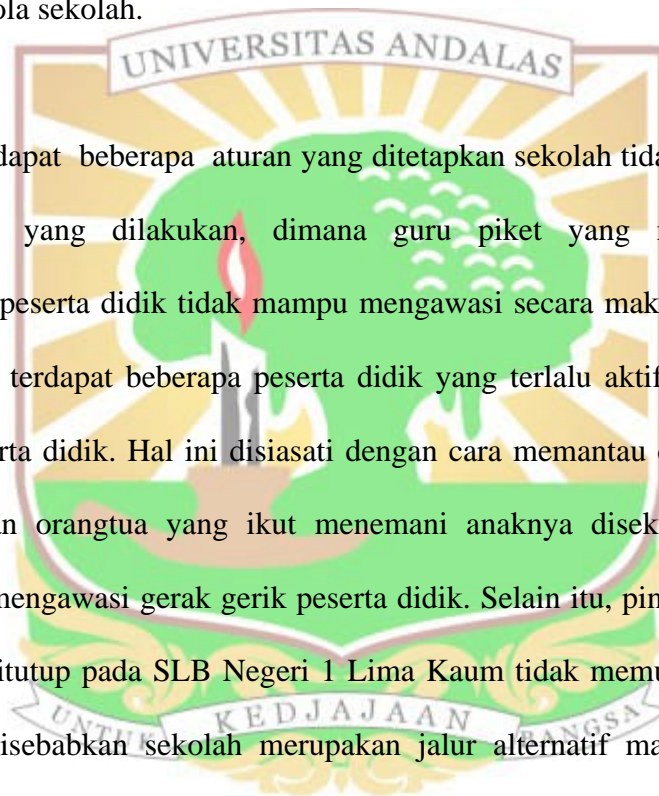 ola sekolah.
UNIVERSITAS ANDALAS
dapat beberapa aturan yang ditetapkan sekolah tida
yang dilakukan, dimana guru piket yang
peserta didik tidak mampu mengawasi secara mak
terdapat beberapa peserta didik yang terlalu aktif
rta didik. Hal ini disiasati dengan cara memantau
n orangtua yang ikut menemani anaknya disek
mengawasi gerak gerik peserta didik. Selain itu, pin
itutup pada SLB Negeri 1 Lima Kaum tidak memu
UNTUK KEDJAJAAN BANGSA
isebabkan sekolah merupakan jalur alternatif ma